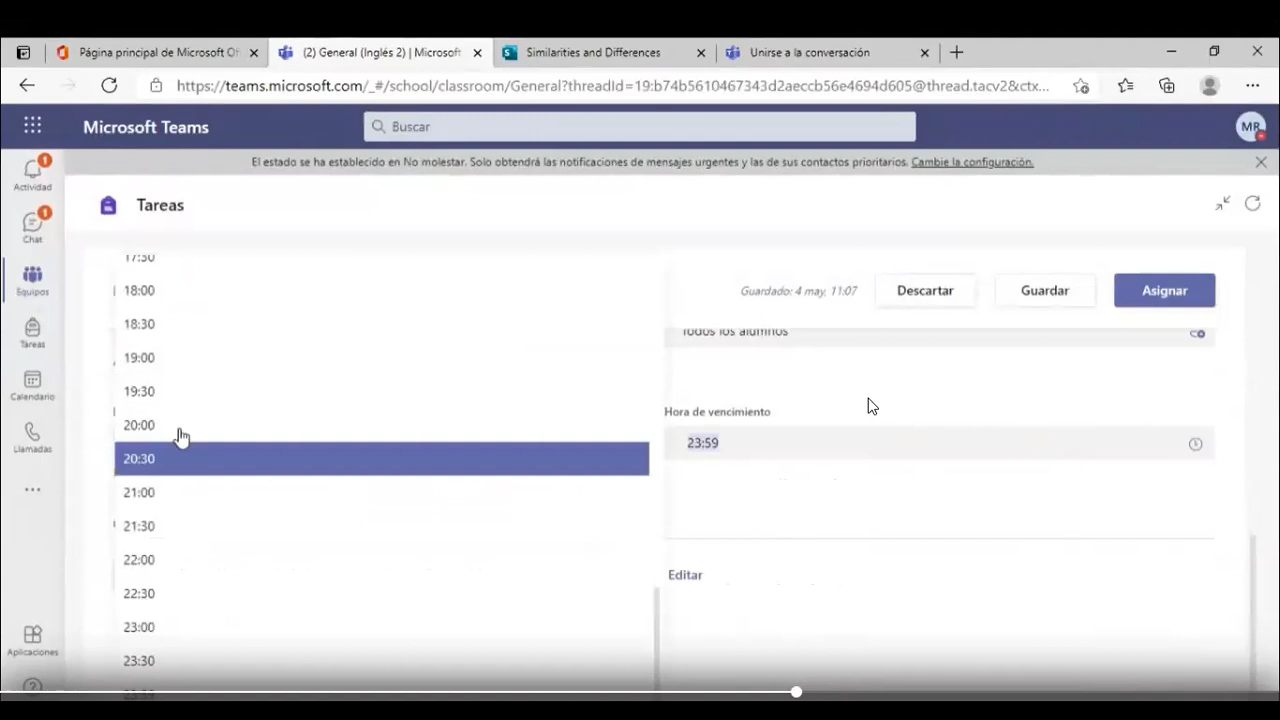 Página principal de Microsoft Of
(2) General (Inglés 2) | Microsoft
Similarities and Differences
Unirse a la conversación
https://teams.microsoft.com/_#/school/classroom/General?threadId=19:b74b5610467343d2aeccb56e4694d605@thread.tacv2&ctx...
Microsoft Teams
Buscar
MR
El estado se ha establecido en No molestar. Solo obtendrá las notificaciones de mensajes urgentes y las de sus contactos prioritarios. Cambie la configuración.
1
Actividad
1
Chat
Equipos
Tareas
Calendario
Llamadas
Aplicaciones
Tareas
17:30
18:00
18:30
19:00
19:30
20:00
20:30
21:00
21:30
22:00
22:30
23:00
23:30
Guardado: 4 may, 11:07
Descartar
Guardar
Asignar
Todos los alumnos
Hora de vencimiento
23:59
Editar